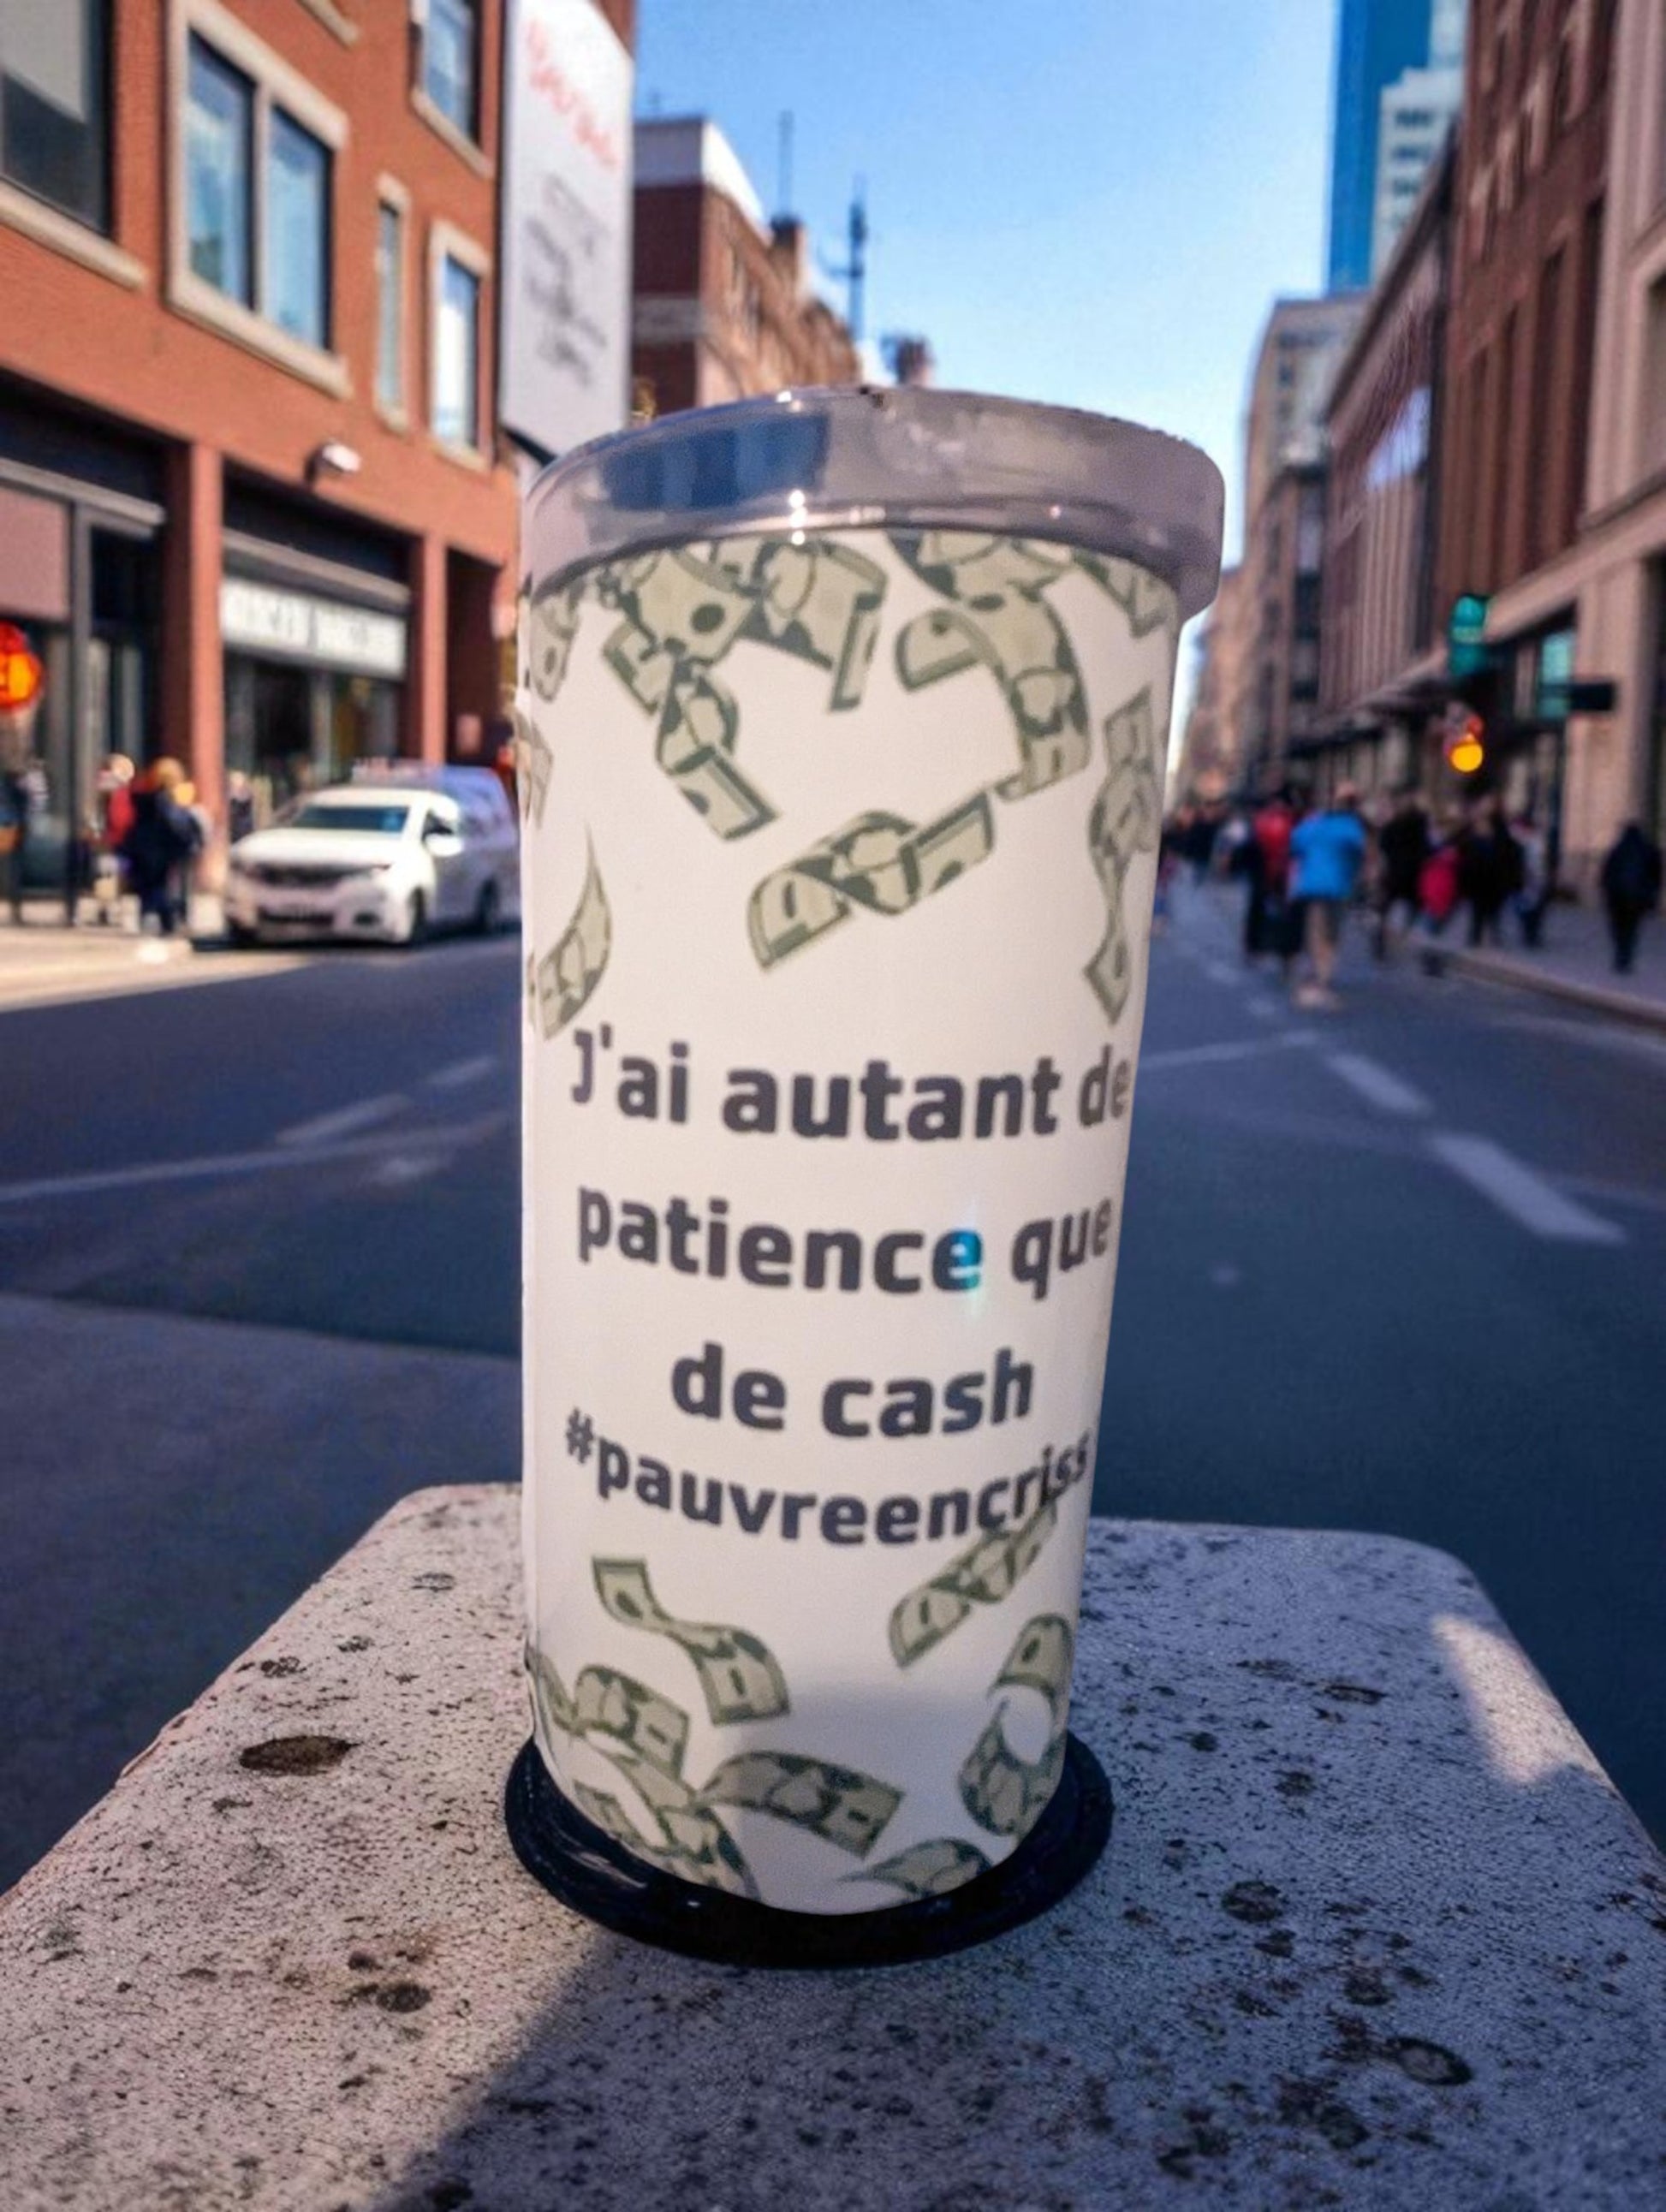 J'ai autant de
patience que
de cash
#pauvreencriss